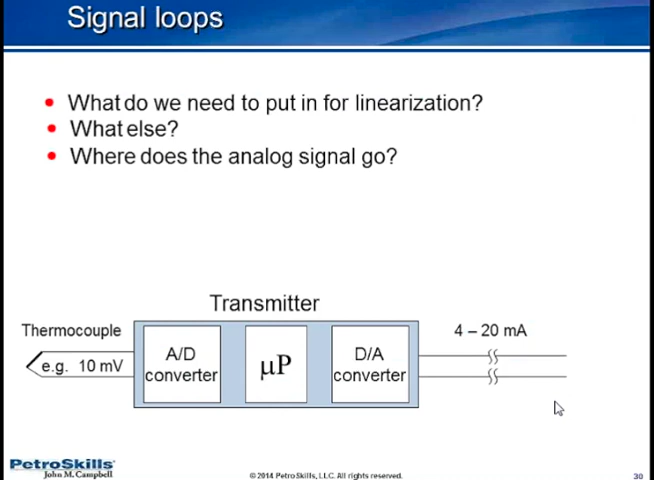 Signal loops
• What do we need to put in for linearization?
• What else?
• Where does the analog signal go?
Transmitter
Thermocouple
e.g. 10 mV
A/D
converter
µP
D/A
converter
4 – 20 mA
PetroSkills
John M. Campbell
© 2014 PetroSkills, LLC. All rights reserved.
30